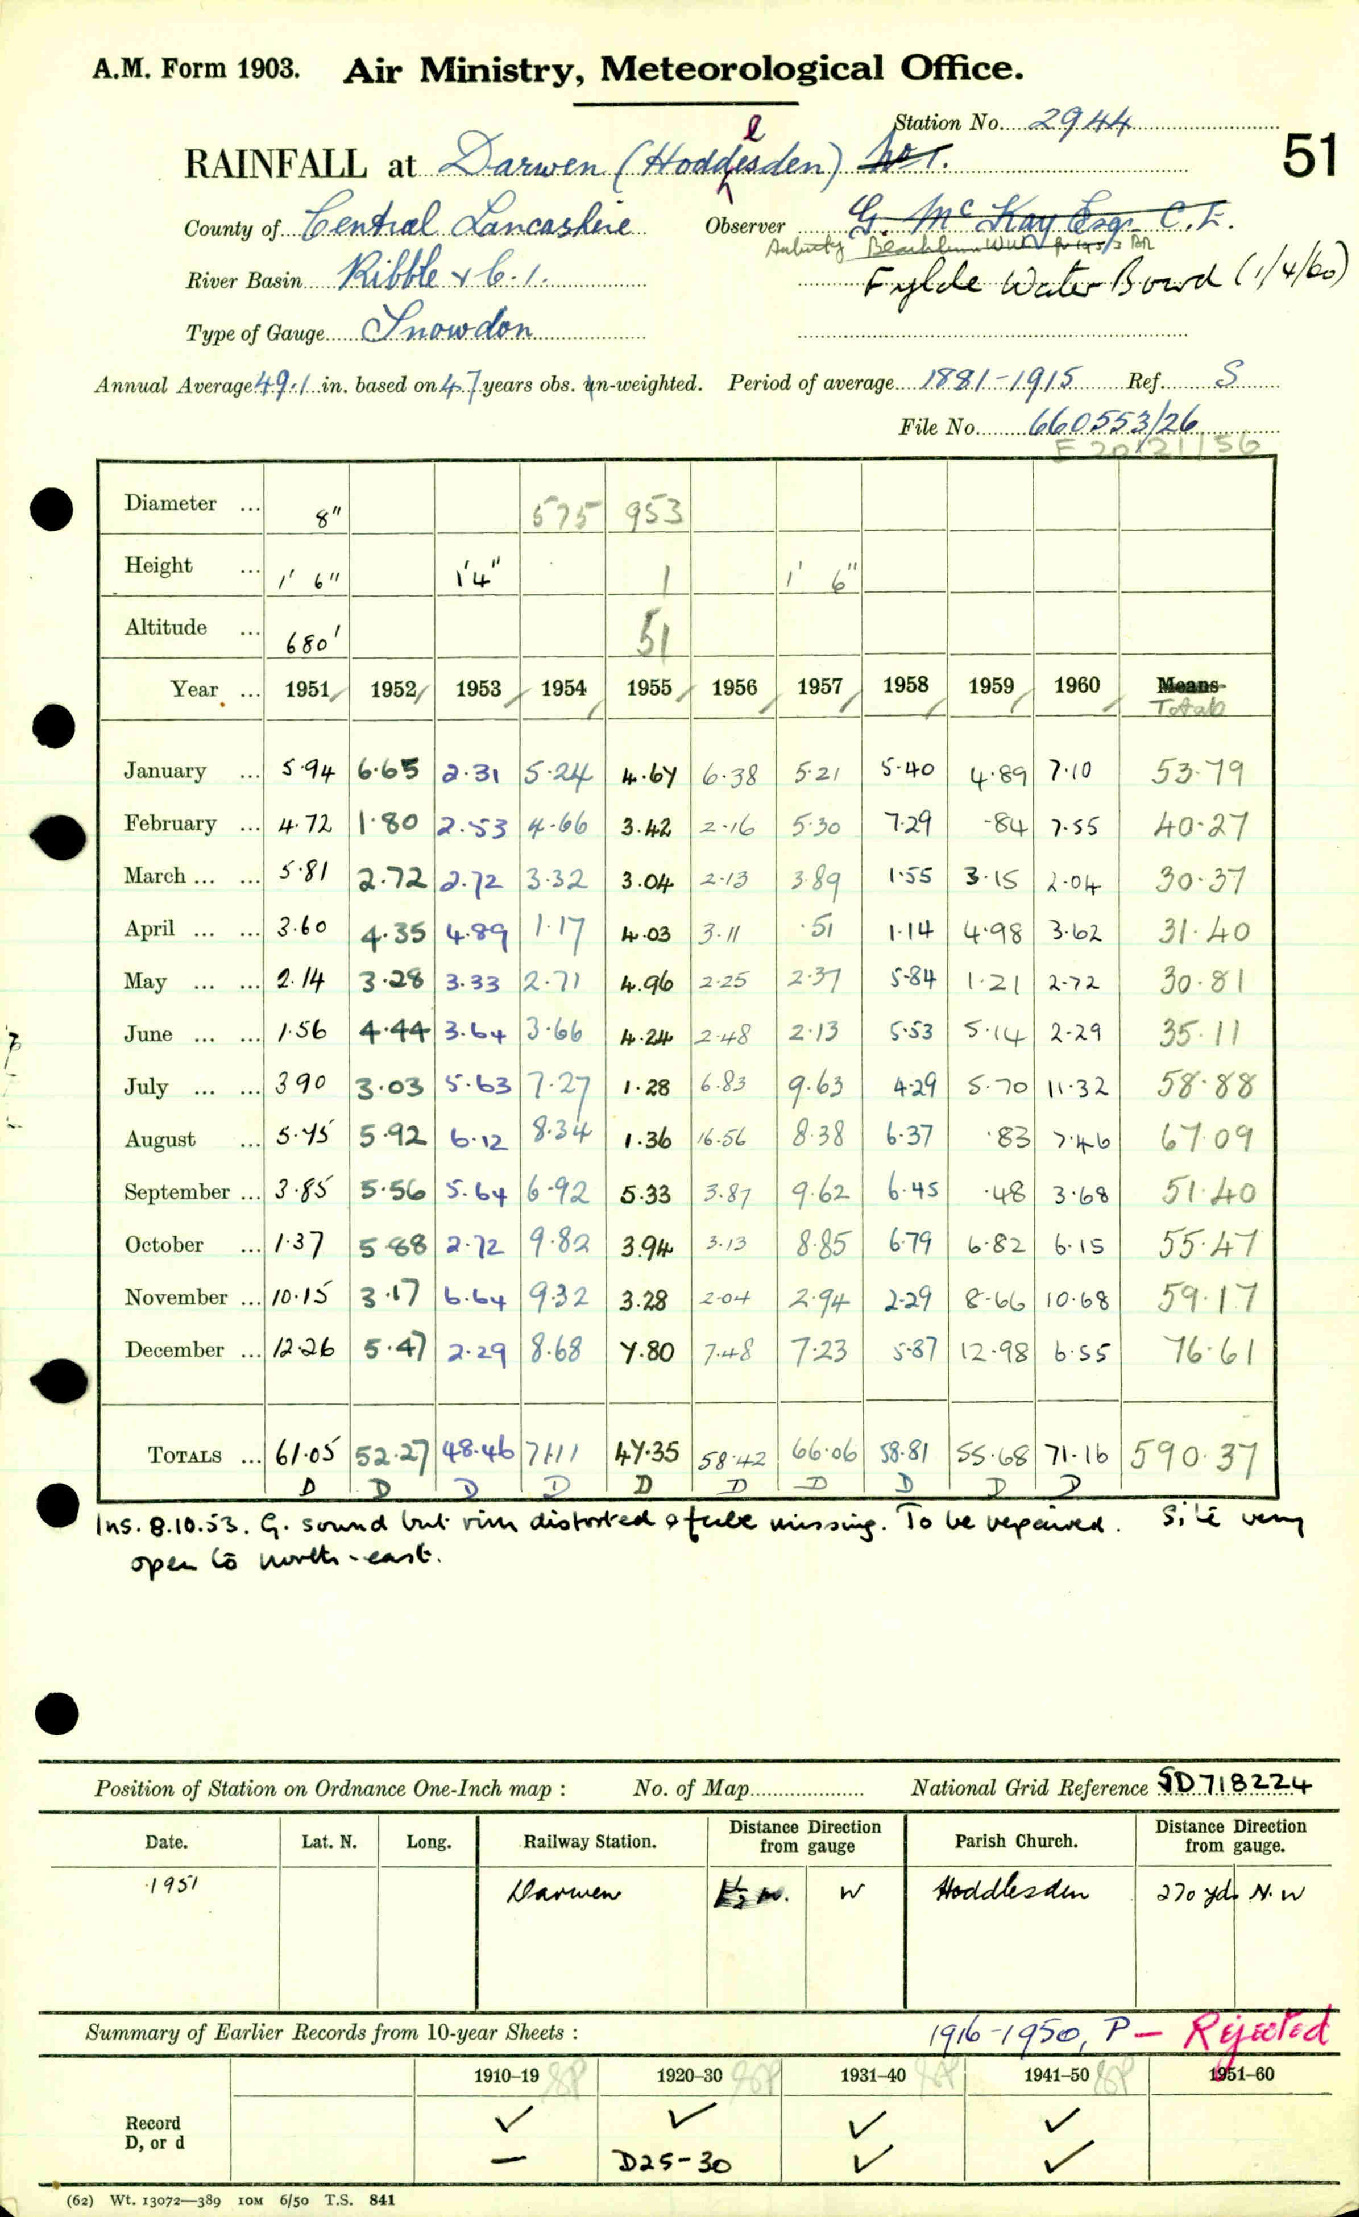 A.M. Form 1903. Air Ministry, Meteorological Office.
Station No. 2944
51
RAINFALL at Darwen (Hoddlesden) No 1.
County of Central Lancashire Observer G. McKay Esq. C.E.
Blackburn
River Basin Ribble & C.1. Fylde Water Board (1/4/60)
Type of Gauge Snowdon
Annual Average 49.1 in. based on 47 years obs. un-weighted. Period of average 1881-1915 Ref. S
File No. 660553/26
E 20/21/56
Diameter ... 8" 575 953
Height ... 1' 6" 1'4" 1 1' 6"
Altitude ... 680' 51
Year ... 1951 1952 1953 1954 1955 1956 1957 1958 1959 1960 Means
Totals
January ... 5.94 6.65 2.31 5.24 4.67 6.38 5.21 5.40 4.89 7.10 53.79
February ... 4.72 1.80 2.53 4.66 3.42 2.16 5.30 7.29 .84 7.55 40.27
March ... ... 5.81 2.72 2.72 3.32 3.04 2.13 3.89 1.55 3.15 2.04 30.37
April ... ... 3.60 4.35 4.89 1.17 4.03 3.11 .51 1.14 4.98 3.62 31.40
May ... ... 2.14 3.28 3.33 2.71 4.96 2.25 2.37 5.84 1.21 2.72 30.81
June ... ... 1.56 4.44 3.64 3.66 4.24 2.48 2.13 5.53 5.14 2.29 35.11
July ... ... 3.90 3.03 5.63 7.27 1.28 6.83 9.63 4.29 5.70 11.32 58.88
August ... 5.75 5.92 6.12 8.34 1.36 16.56 8.38 6.37 .83 7.46 67.09
September ... 3.85 5.56 5.64 6.92 5.33 3.87 9.62 6.45 .48 3.68 51.40
October ... 1.37 5.88 2.72 9.82 3.94 3.13 8.85 6.79 6.82 6.15 55.47
November ... 10.15 3.17 6.64 9.32 3.28 2.04 2.94 2.29 8.66 10.68 59.17
December ... 12.26 5.47 2.29 8.68 7.80 7.48 7.23 5.87 12.98 6.55 76.61
TOTALS ... 61.05 52.27 48.46 71.11 47.35 58.42 66.06 58.81 55.68 71.16 590.37
D D D D D D D D D D
Ins. 8.10.53. G. sound but rim distorted & missing. To be repaired. Site very
open to north-east.
Position of Station on Ordnance One-Inch map : No. of Map National Grid Reference SD718224
Date. Lat. N. Long. Railway Station. Distance Direction from gauge Parish Church. Distance Direction from gauge.
1951 Darwen W Hoddlesden 270 yds N.W
Summary of Earlier Records from 10-year Sheets : 1916-1950, P - Rejected
1910–19 1920–30 1931–40 1941–50 1951–60
Record ✓ ✓ ✓ ✓
D, or d — D25-30 ✓ ✓
(62) Wt. 13072—389 10M 6/50 T.S. 841